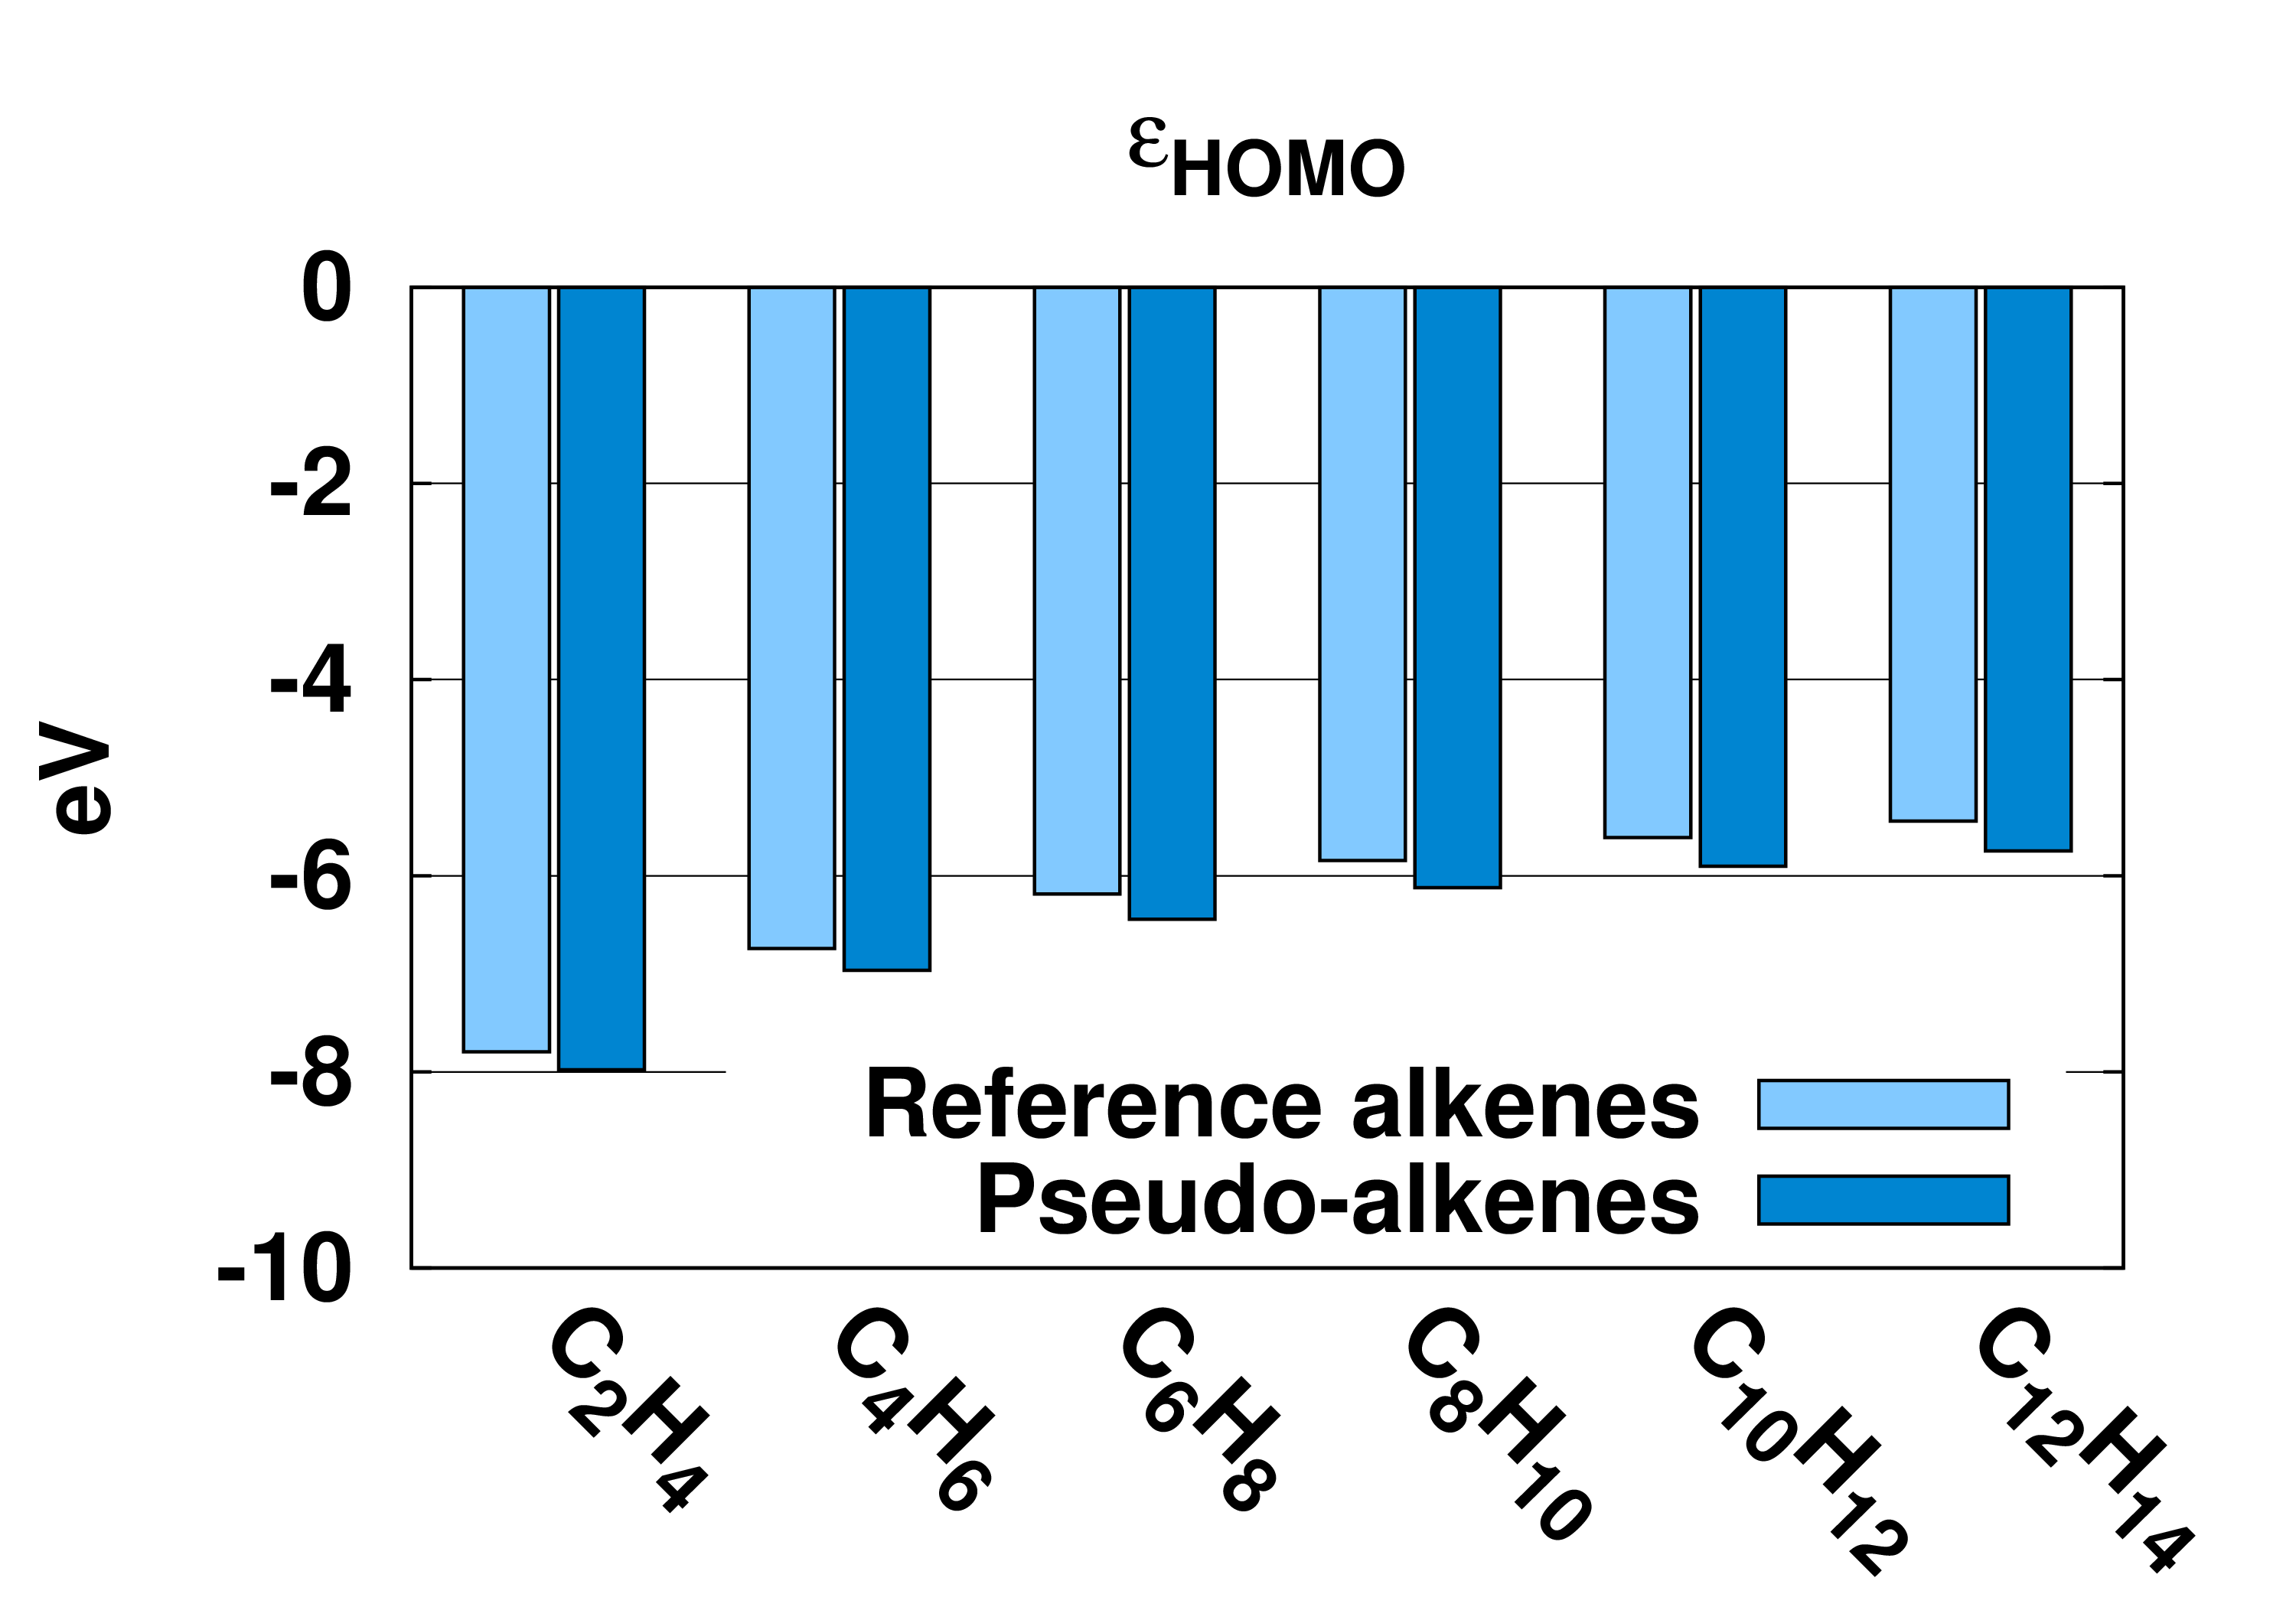 εHOMO
0
-2
-4
-6
-8
-10
eV
Reference alkenes
Pseudo-alkenes
C2H4
C4H6
C6H8
C8H10
C10H12
C12H14